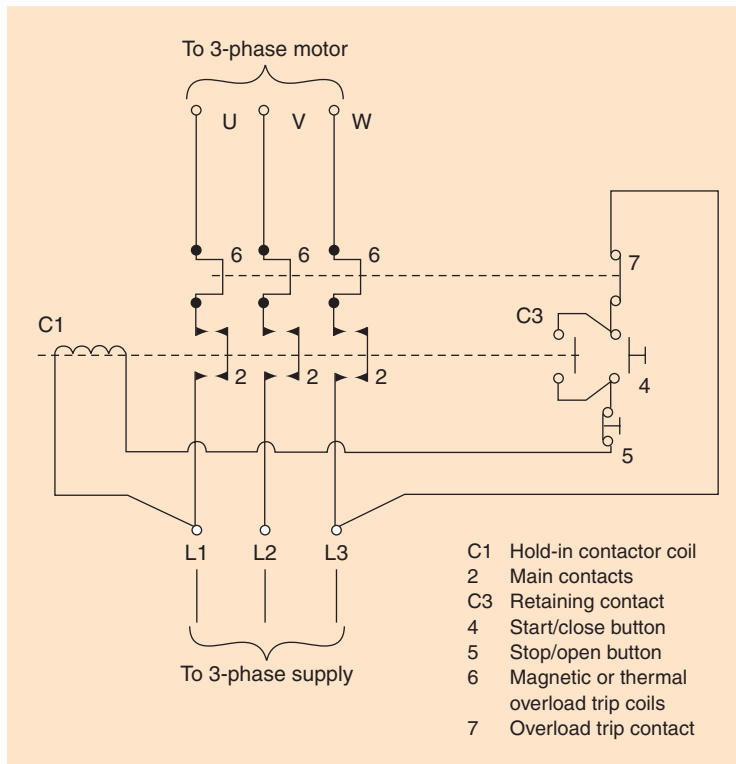 To 3-phase motor
U V W
6 6 6 7
C1 C3
2 2 2 4
5
L1 L2 L3
To 3-phase supply
C1 Hold-in contactor coil
2 Main contacts
C3 Retaining contact
4 Start/close button
5 Stop/open button
6 Magnetic or thermal
overload trip coils
7 Overload trip contact